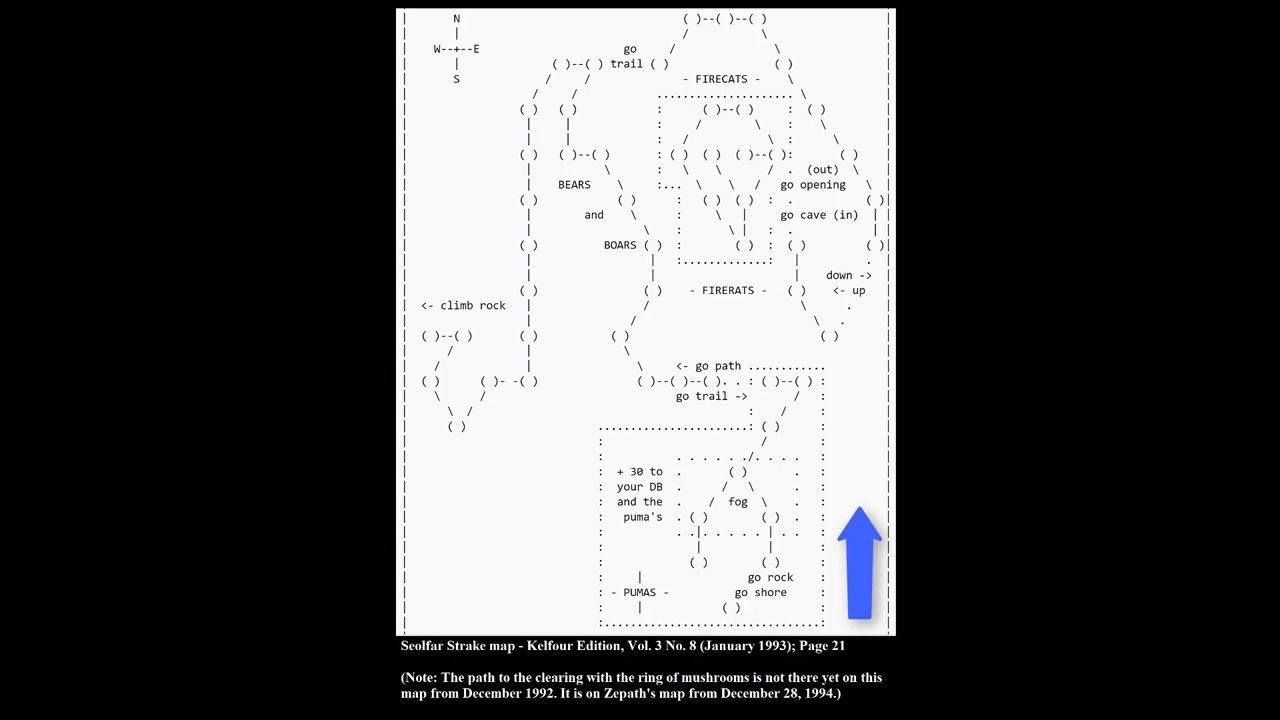 N
( )--( )--( )
W--+--E
go
( )--( ) trail ( )
( )
S
- FIRECATS -
( ) ( )
( )--( )
( )
( ) ( )--( )
( ) ( ) ( )--( )
( )
(out)
BEARS
go opening
( ) ( )
( ) ( )
( )
and
go cave (in)
( )
BOARS ( )
( ) ( ) ( )
down ->
( ) ( )
- FIRERATS -
( )
<- up
<- climb rock
( )--( ) ( ) ( )
( )
<- go path
( ) ( )- -( )
( )--( )--( ). . : ( )--( ) :
go trail ->
( )
( )
+ 30 to
( )
your DB
and the
fog
puma's
( ) ( )
( ) ( )
go rock
- PUMAS -
go shore
( )
Seolfar Strake map - Kelfour Edition, Vol. 3 No. 8 (January 1993); Page 21
(Note: The path to the clearing with the ring of mushrooms is not there yet on this
map from December 1992. It is on Zepath's map from December 28, 1994.)